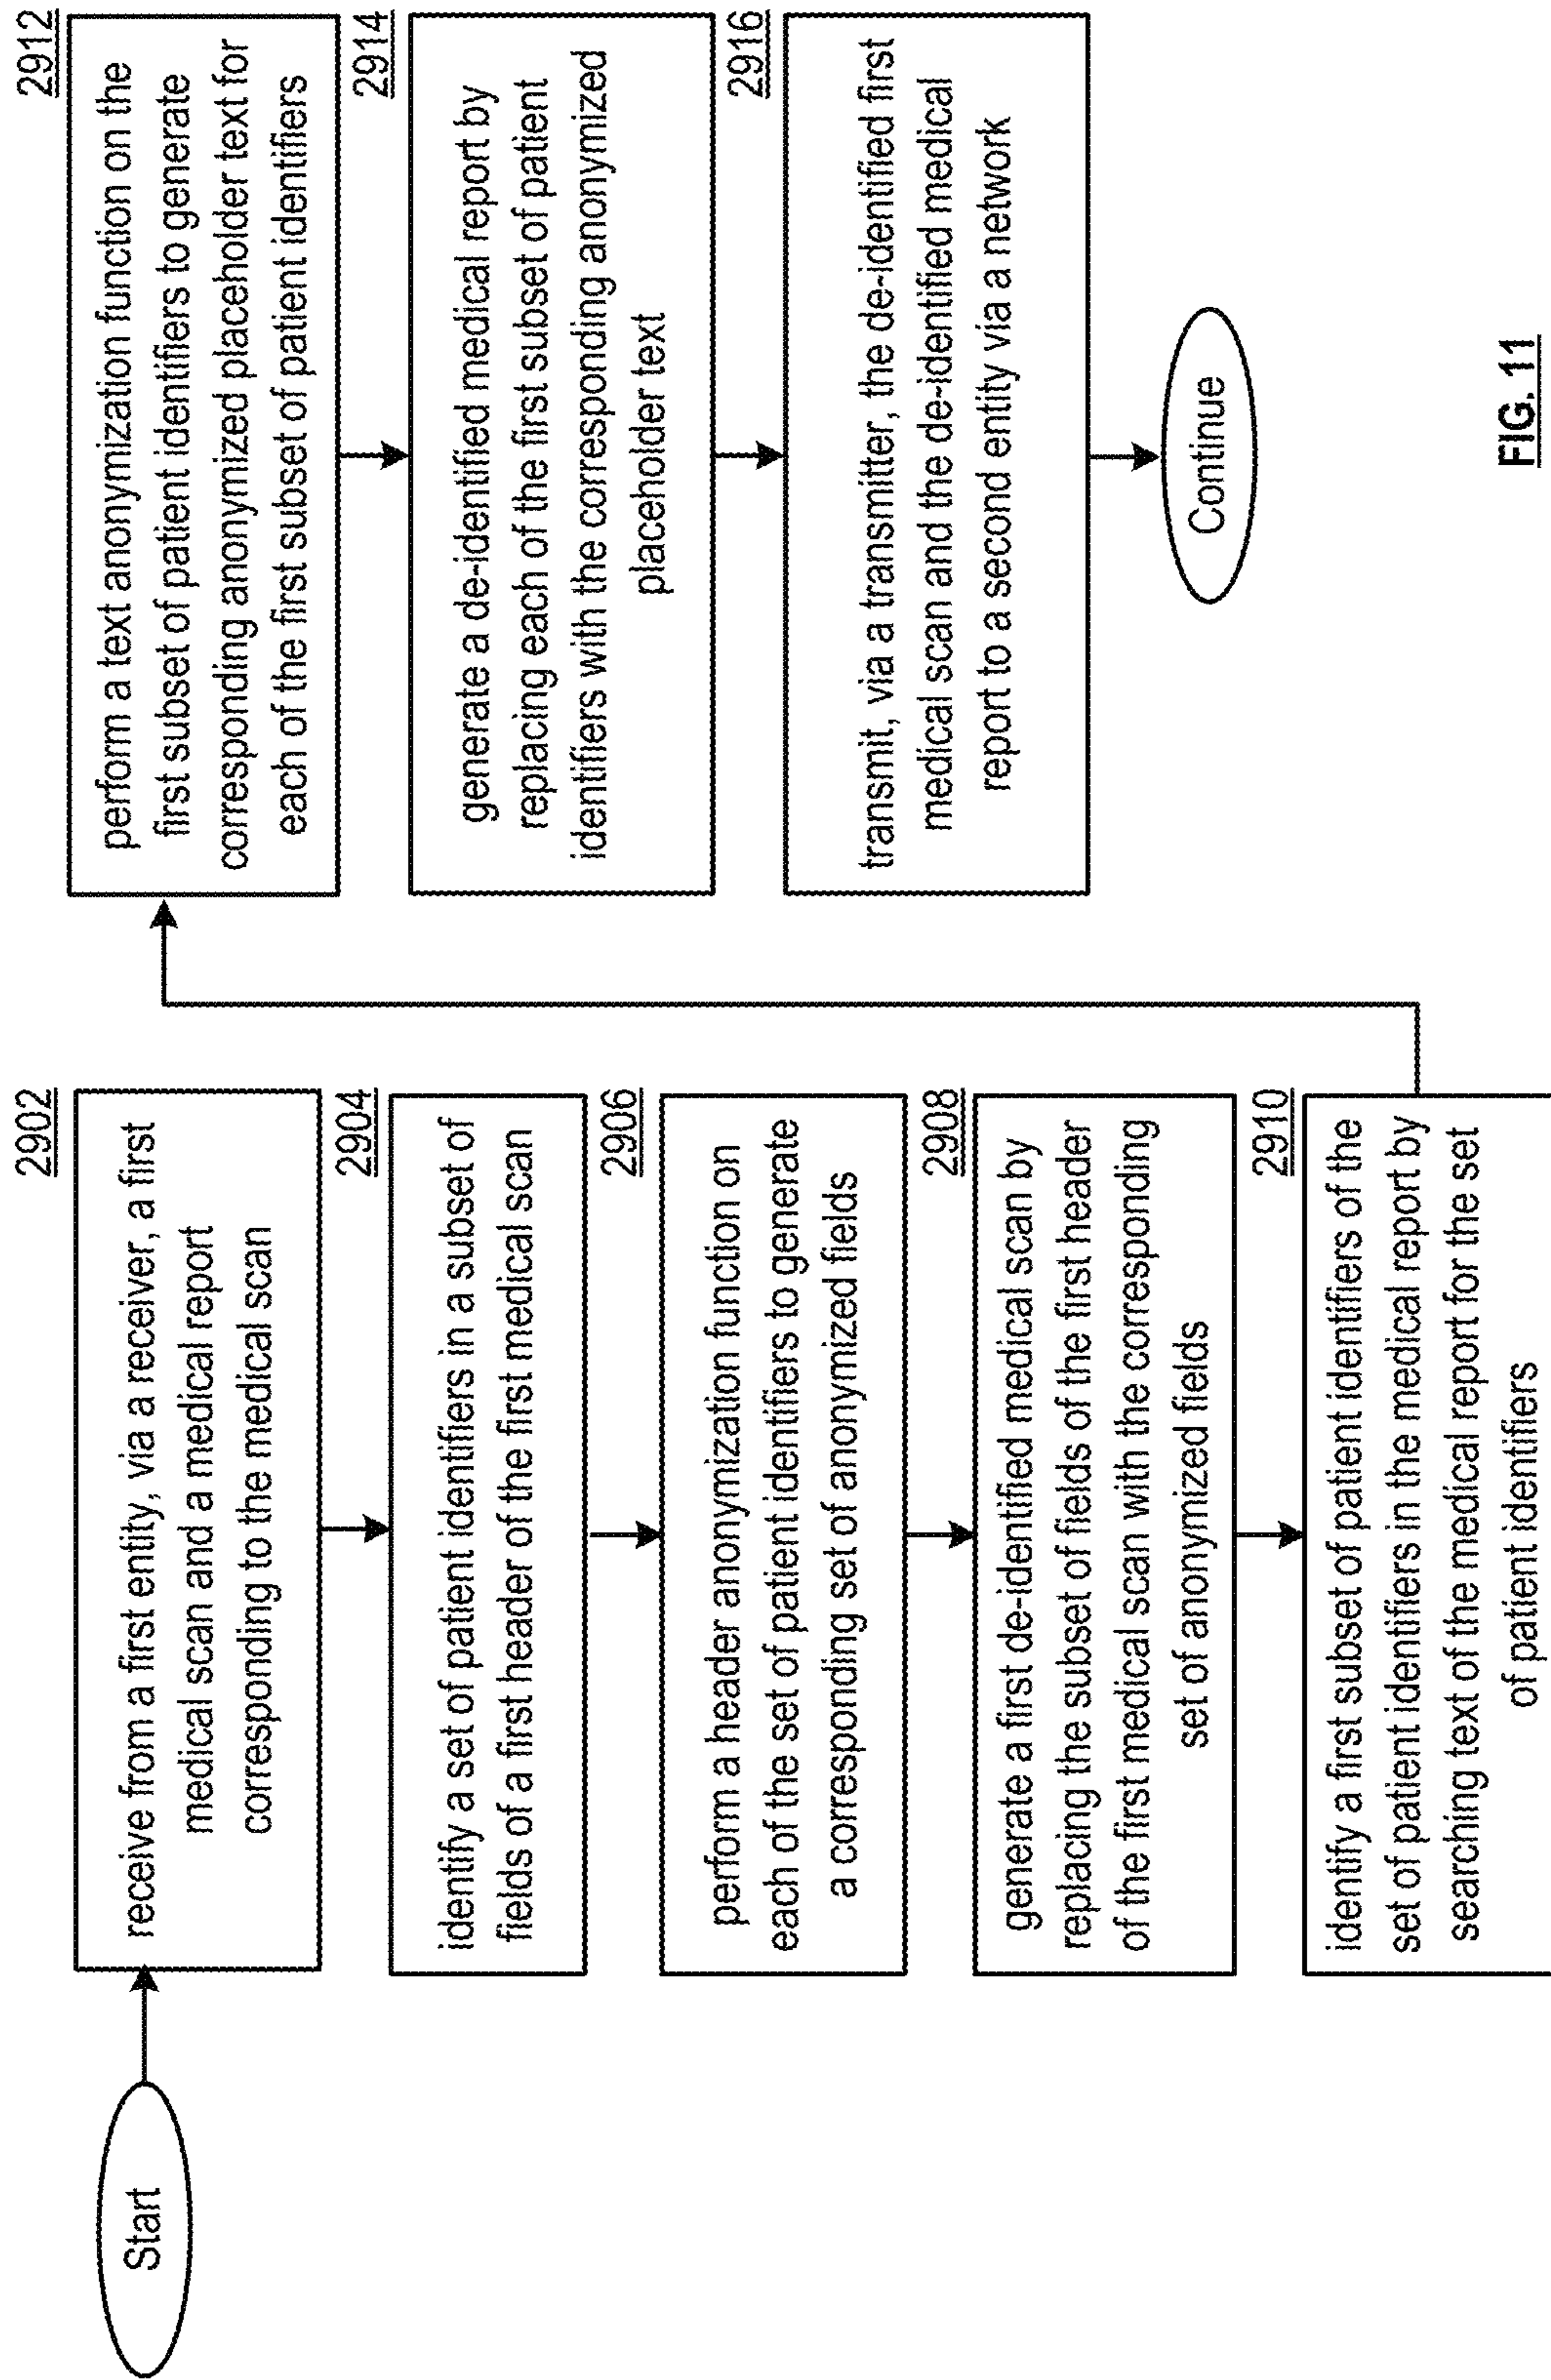 Start
2902
receive from a first entity, via a receiver, a first
medical scan and a medical report
corresponding to the medical scan
2904
identify a set of patient identifiers in a subset of
fields of a first header of the first medical scan
2906
perform a header anonymization function on
each of the set of patient identifiers to generate
a corresponding set of anonymized fields
2908
generate a first de-identified medical scan by
replacing the subset of fields of the first header
of the first medical scan with the corresponding
set of anonymized fields
2910
identify a first subset of patient identifiers of the
set of patient identifiers in the medical report by
searching text of the medical report for the set
of patient identifiers
2912
perform a text anonymization function on the
first subset of patient identifiers to generate
corresponding anonymized placeholder text for
each of the first subset of patient identifiers
2914
generate a de-identified medical report by
replacing each of the first subset of patient
identifiers with the corresponding anonymized
placeholder text
2916
transmit, via a transmitter, the de-identified first
medical scan and the de-identified medical
report to a second entity via a network
Continue
FIG. 11